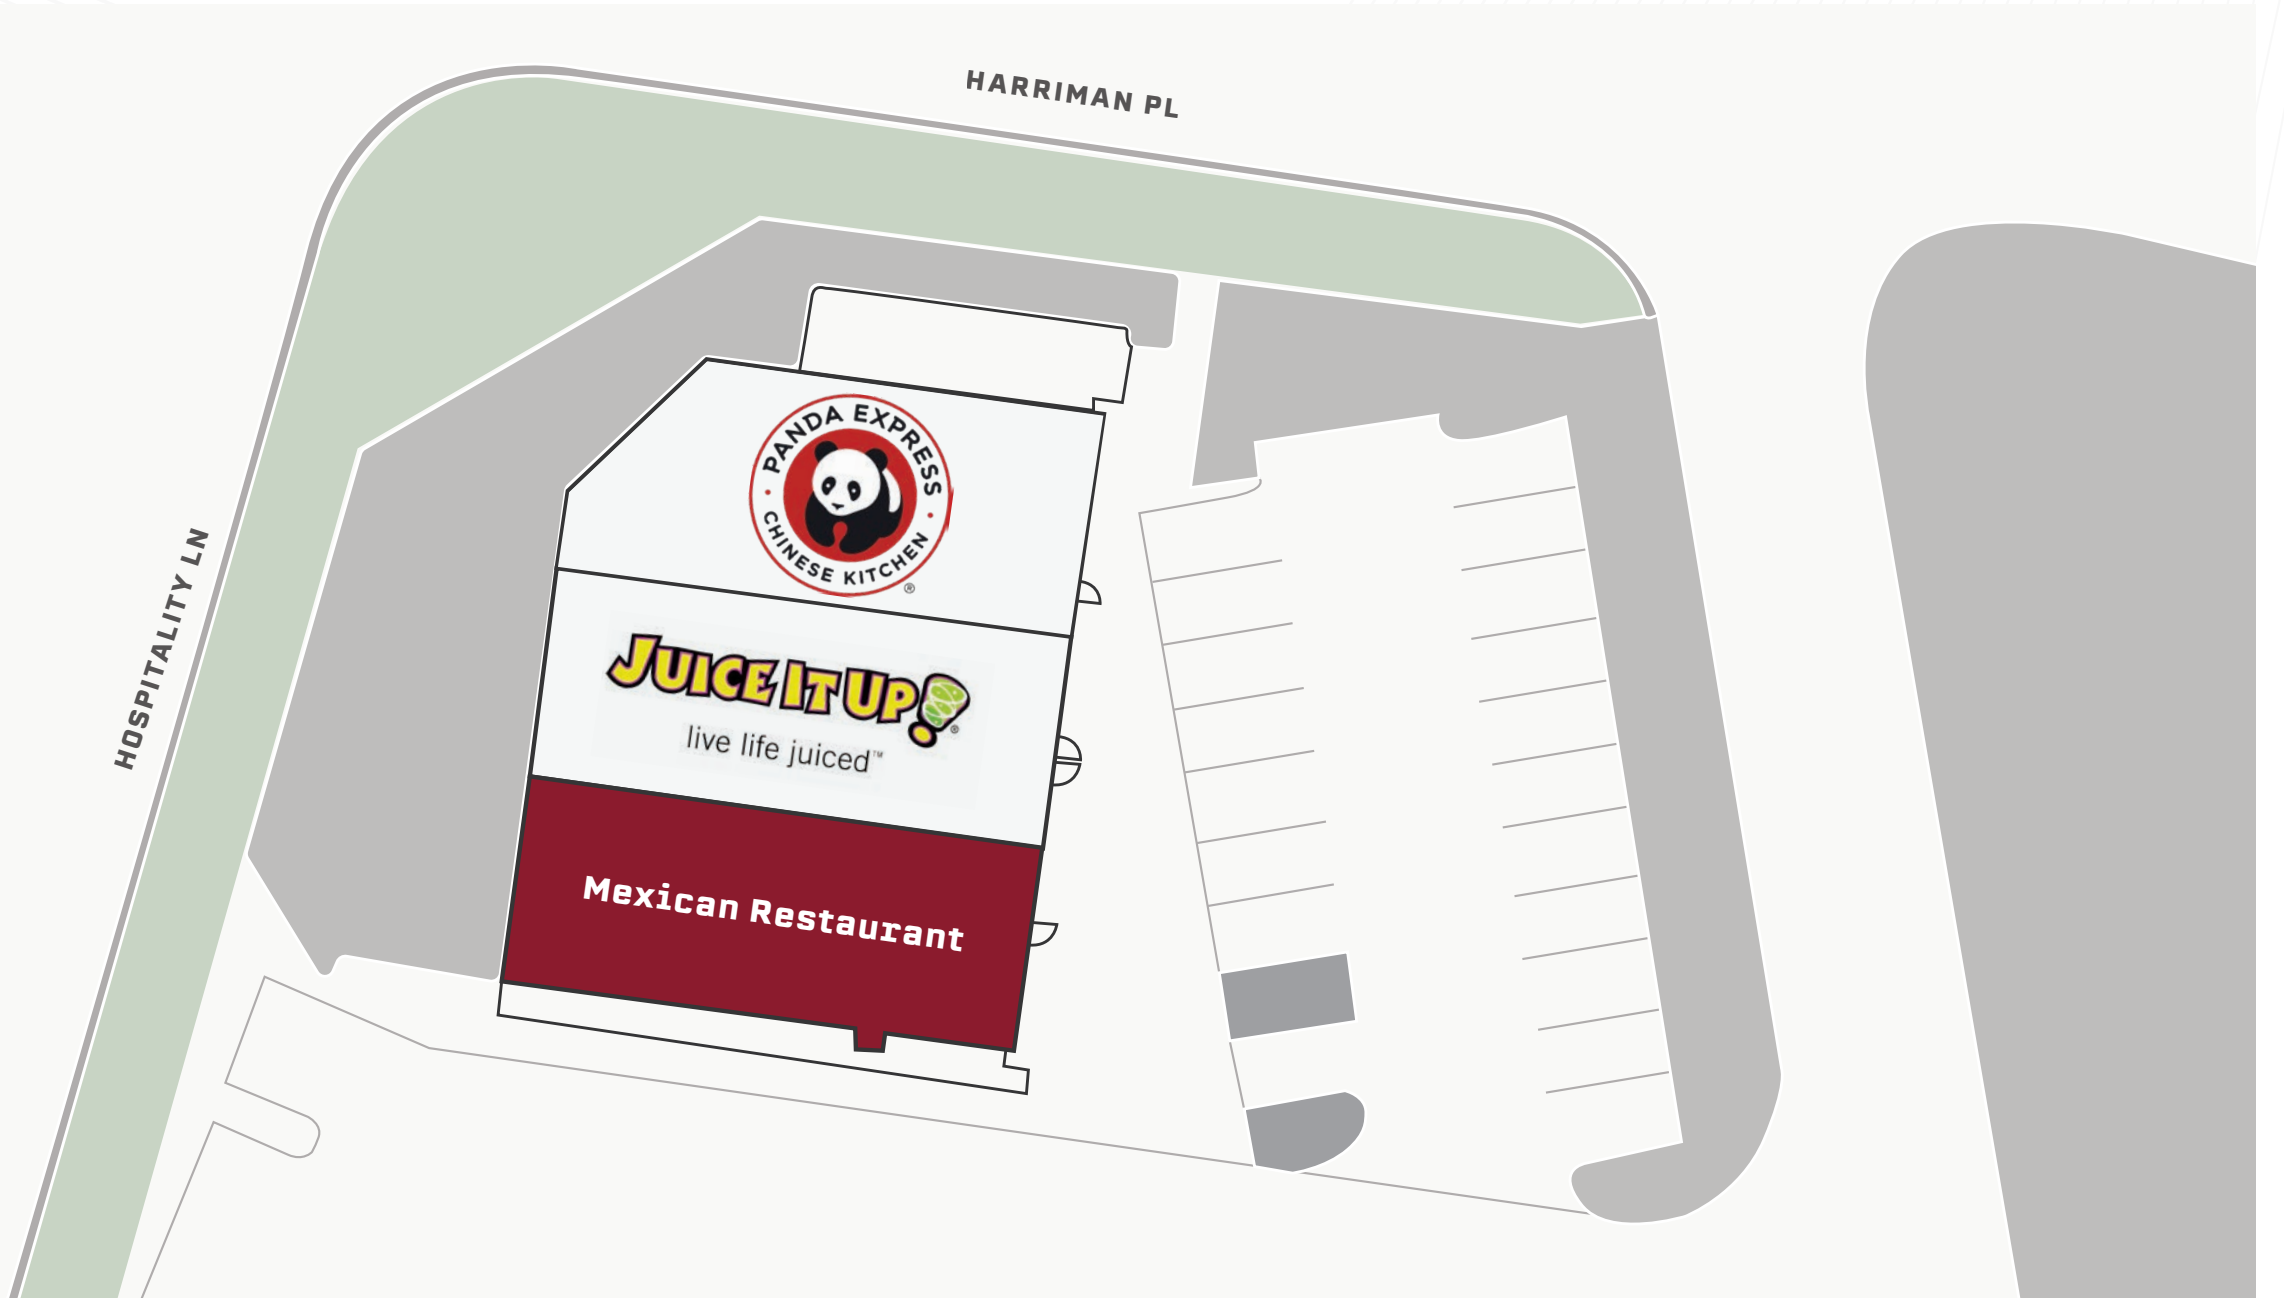 HARRIMAN PL
HOSPITALITY LN
PANDA EXPRESS
CHINESE KITCHEN
®
JUICE IT UP!®
live life juiced™
Mexican Restaurant